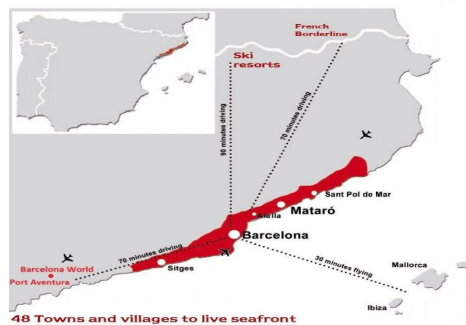 French
Borderline
Ski
resorts
90 minutes driving
70 minutes driving
Sant Pol de Mar
Mataró
Alella
Barcelona
70 minutes driving
Sitges
Barcelona World
Port Aventura
30 minutes flying
Mallorca
Ibiza
48 Towns and villages to live seafront